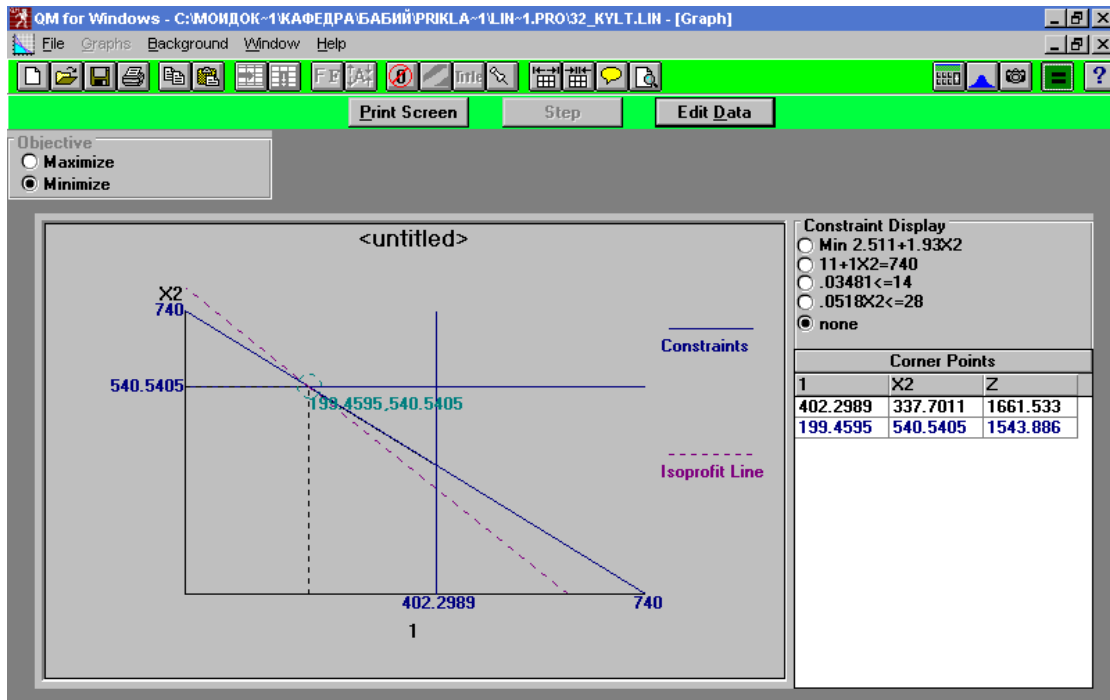 QM for Windows - C:\МОИДОК~1\КАФЕДРА\БАБИЙ\PRIKLA~1\LIN~1.PRO\32_KYLT.LIN - [Graph]
File Graphs Background Window Help
Title
Print Screen Step Edit Data
Objective
Maximize
Minimize
<untitled>
X2
740
540.5405
199.4595,540.5405
402.2989
740
1
Constraints
Isoprofit Line
Constraint Display
Min 2.511+1.93X2
11+1X2=740
.03481<=14
.0518X2<=28
none
Corner Points
1 X2 Z
402.2989 337.7011 1661.533
199.4595 540.5405 1543.886